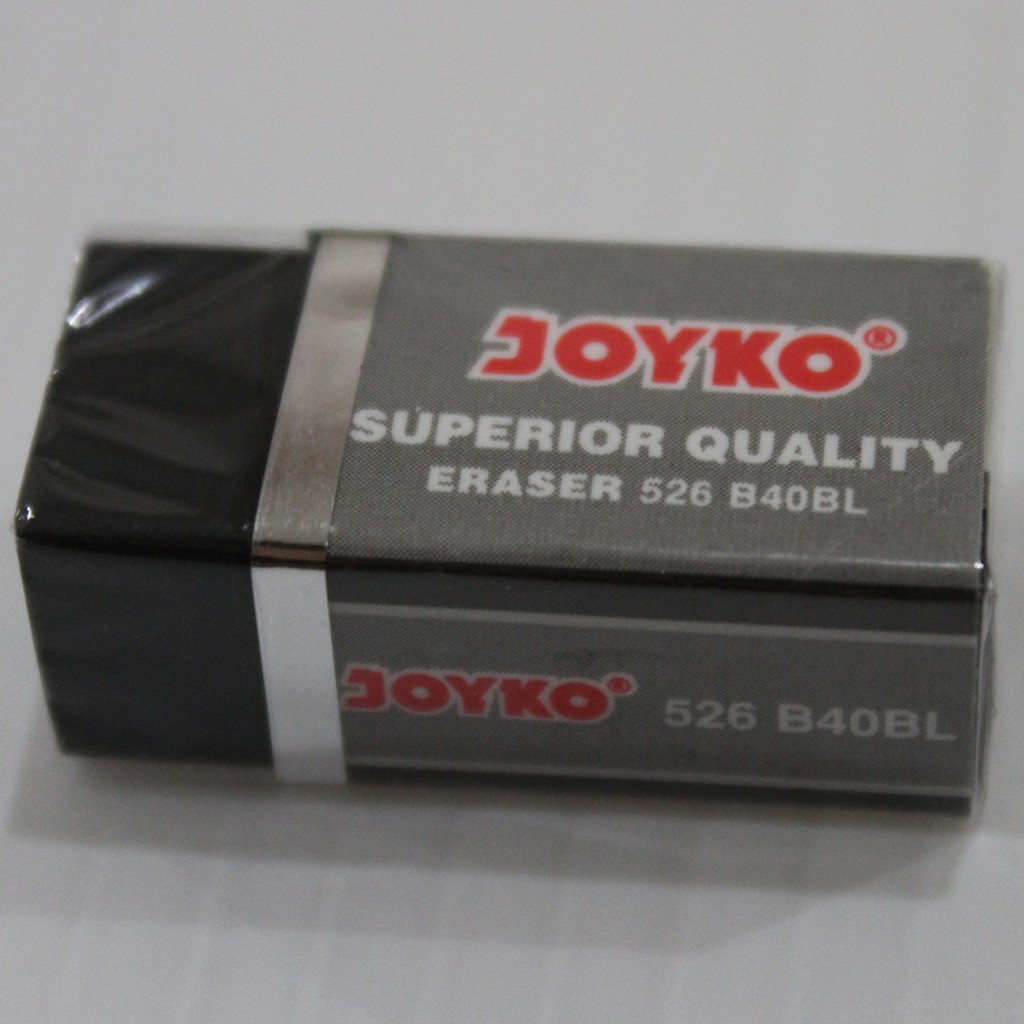 JOYKO®
SUPERIOR QUALITY
ERASER 526 B40BL
JOYKO® 526 B40BL